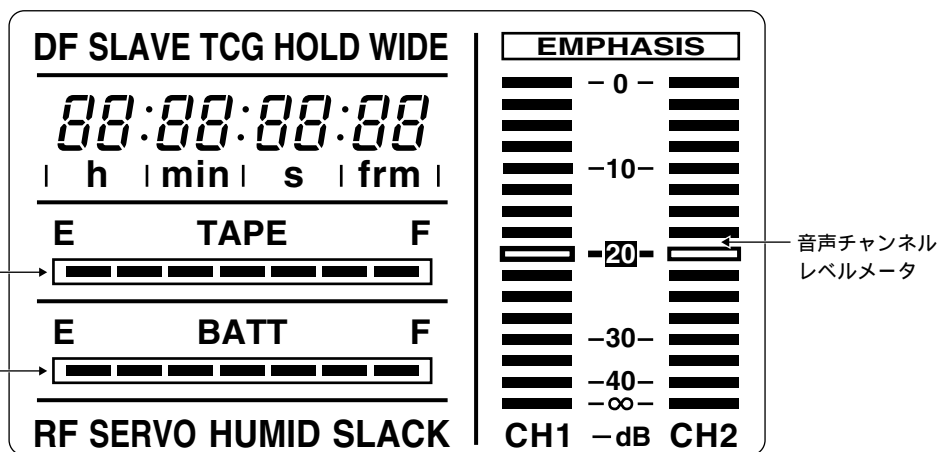 DF SLAVE TCG HOLD WIDE
88:88:88:88
h min s frm
E TAPE F
E BATT F
RF SERVO HUMID SLACK
EMPHASIS
– 0 –
–10–
–20–
–30–
–40–
–∞–
CH1 –dB CH2
音声チャンネル
レベルメータ